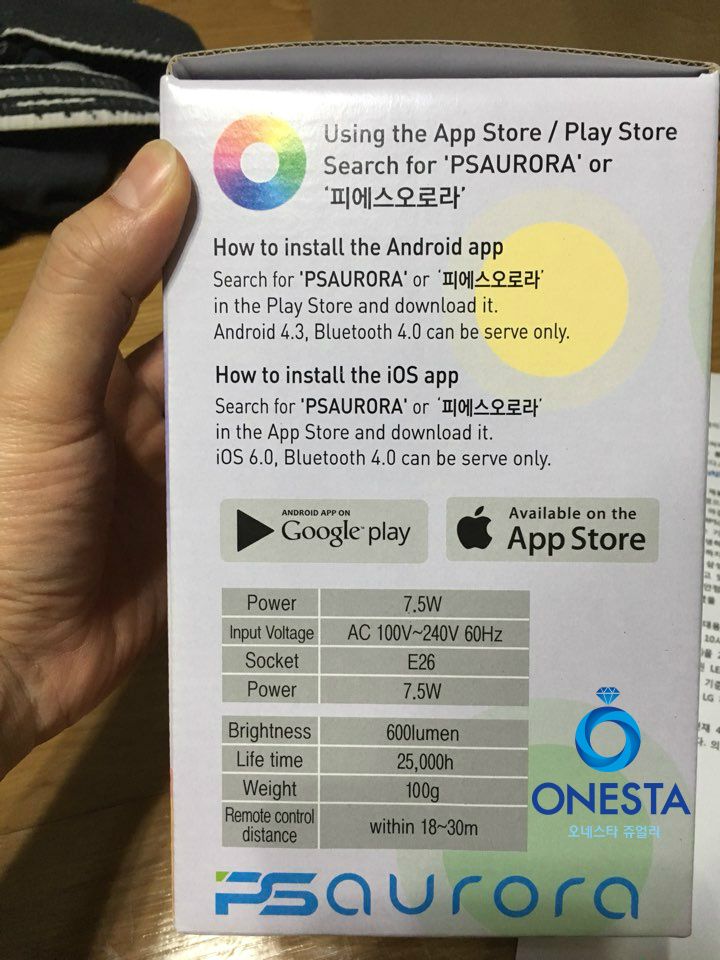 Using the App Store / Play Store
Search for 'PSAURORA' or
'피에스오로라'
How to install the Android app
Search for 'PSAURORA' or '피에스오로라'
in the Play Store and download it.
Android 4.3, Bluetooth 4.0 can be serve only.
How to install the iOS app
Search for 'PSAURORA' or '피에스오로라'
in the App Store and download it.
iOS 6.0, Bluetooth 4.0 can be serve only.
ANDROID APP ON
Google play
Available on the
App Store
Power 7.5W
Input Voltage AC 100V~240V 60Hz
Socket E26
Power 7.5W
Brightness 600lumen
Life time 25,000h
Weight 100g
Remote control
distance within 18~30m
ONESTA
오네스타 쥬얼리
PSaurora